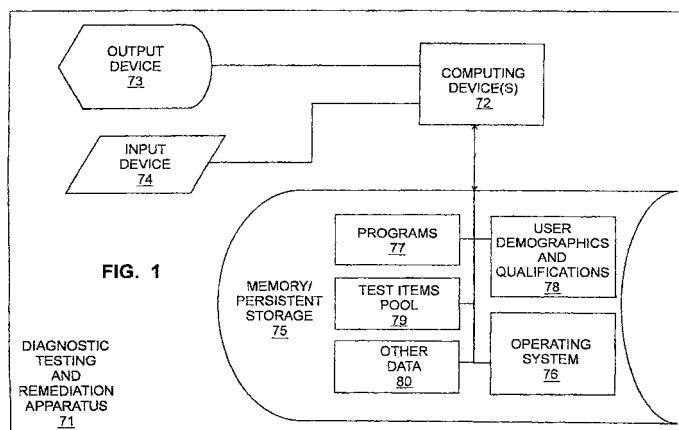 OUTPUT
DEVICE
73
COMPUTING
DEVICE(S)
72
INPUT
DEVICE
74
PROGRAMS
77
USER
DEMOGRAPHICS
AND
QUALIFICATIONS
78
FIG. 1
MEMORY/
PERSISTENT
STORAGE
75
TEST ITEMS
POOL
79
OTHER
DATA
80
OPERATING
SYSTEM
76
DIAGNOSTIC
TESTING
AND
REMEDIATION
APPARATUS
71